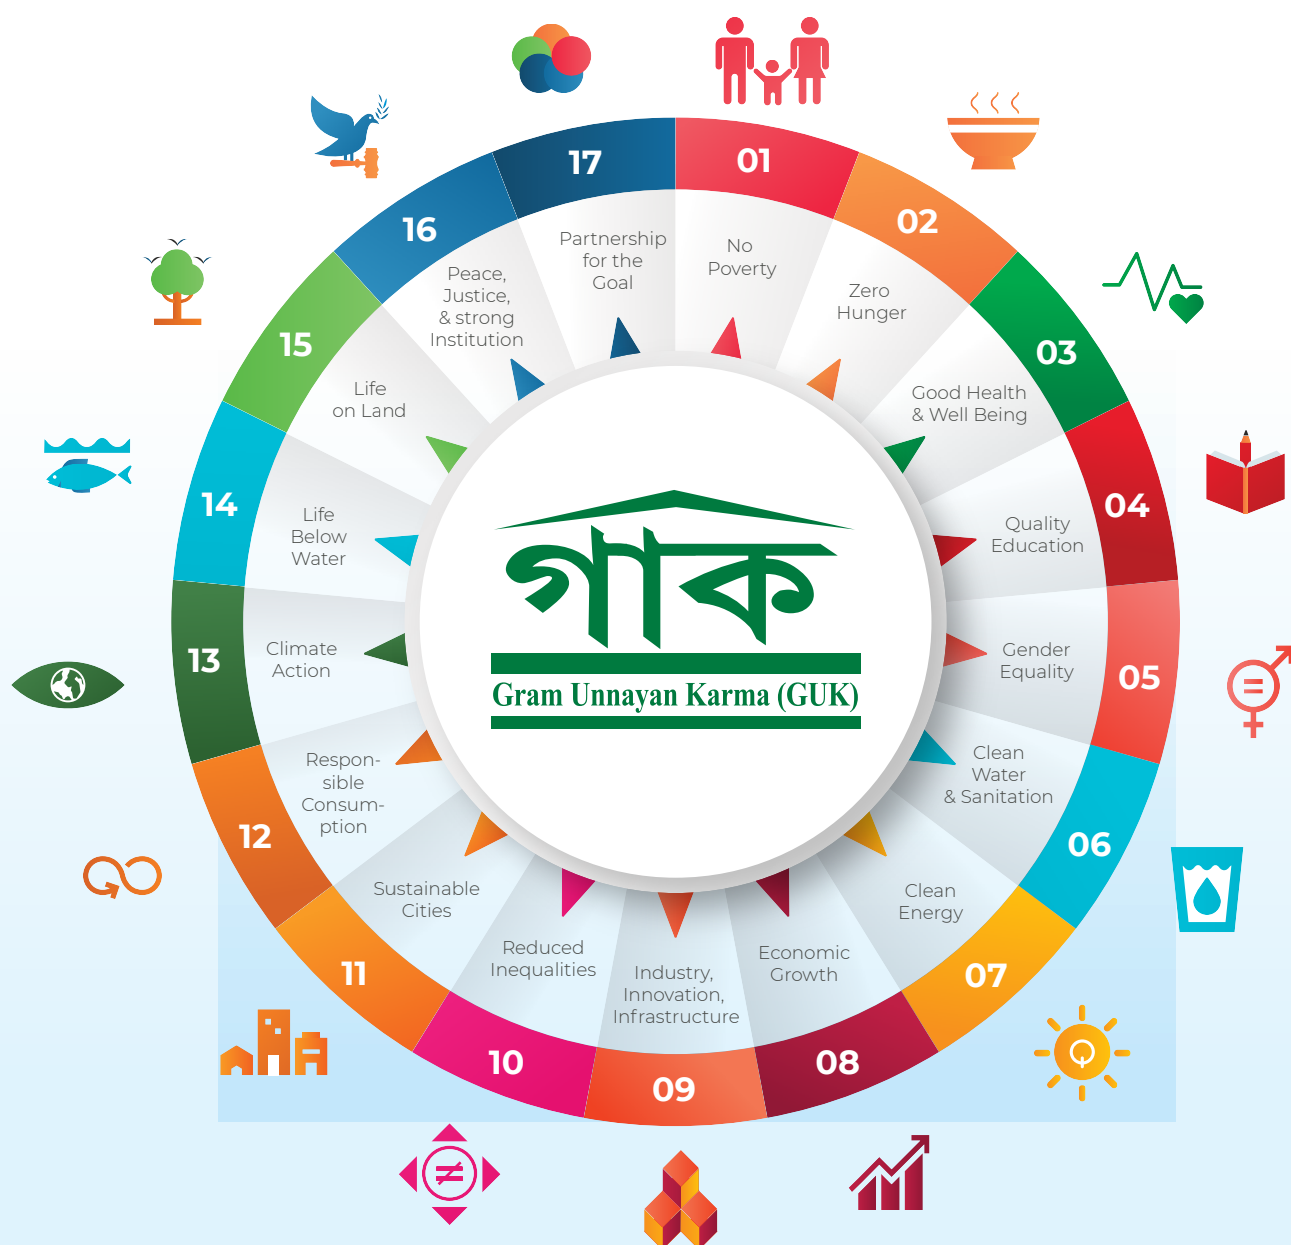 01
No
Poverty
02
Zero
Hunger
03
Good Health
& Well Being
04
Quality
Education
05
Gender
Equality
06
Clean
Water
& Sanitation
07
Clean
Energy
08
Economic
Growth
09
Industry,
Innovation,
Infrastructure
10
Reduced
Inequalities
11
Sustainable
Cities
12
Respon-
sible
Consum-
ption
13
Climate
Action
14
Life
Below
Water
15
Life
on Land
16
Peace,
Justice,
& strong
Institution
17
Partnership
for the
Goal
গাক
Gram Unnayan Karma (GUK)